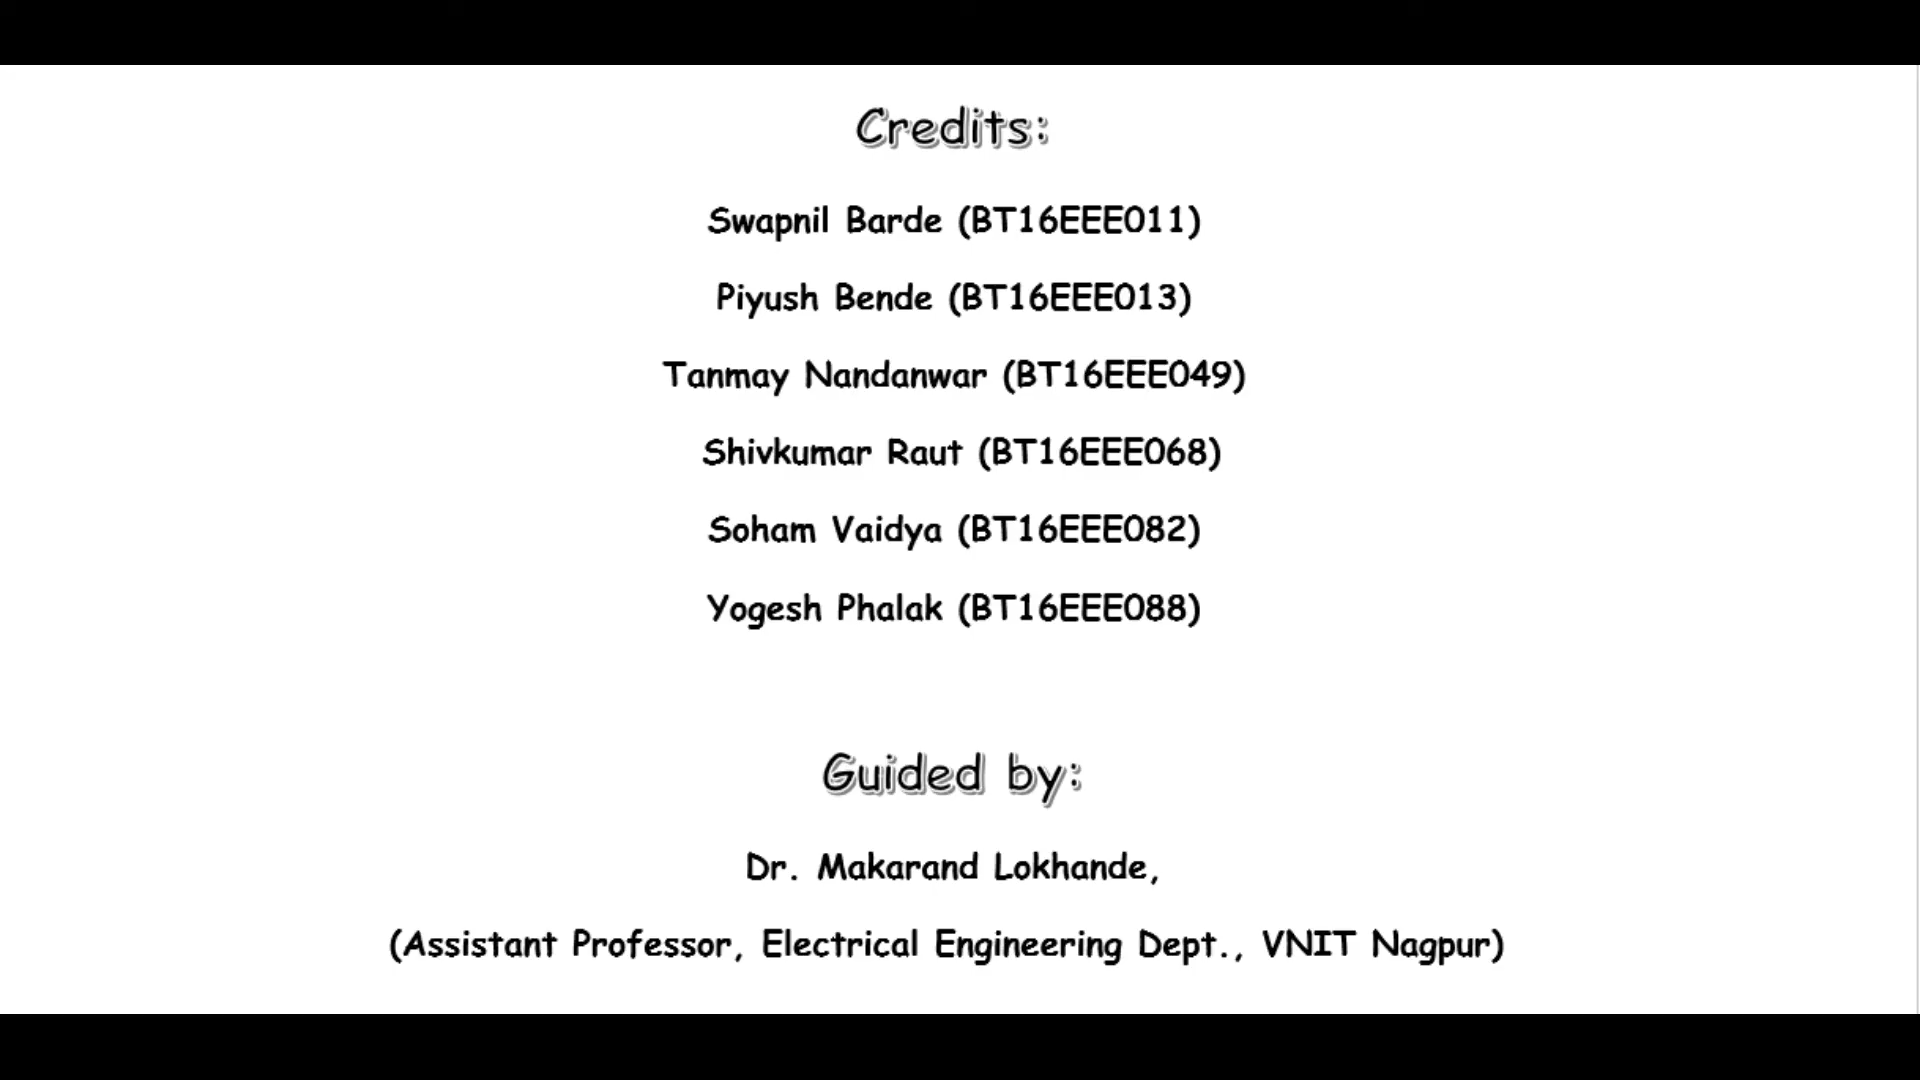 Credits:
Swapnil Barde (BT16EEE011)
Piyush Bende (BT16EEE013)
Tanmay Nandanwar (BT16EEE049)
Shivkumar Raut (BT16EEE068)
Soham Vaidya (BT16EEE082)
Yogesh Phalak (BT16EEE088)
Guided by:
Dr. Makarand Lokhande,
(Assistant Professor, Electrical Engineering Dept., VNIT Nagpur)